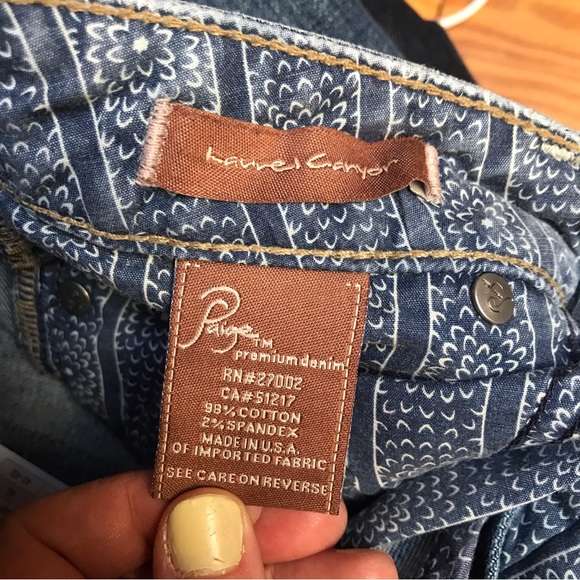 Laurel Canyon
Paige TM
premium denim
RN#27002
CA#51217
98% COTTON
2% SPANDEX
MADE IN U.S.A.
OF IMPORTED FABRIC
SEE CARE ON REVERSE